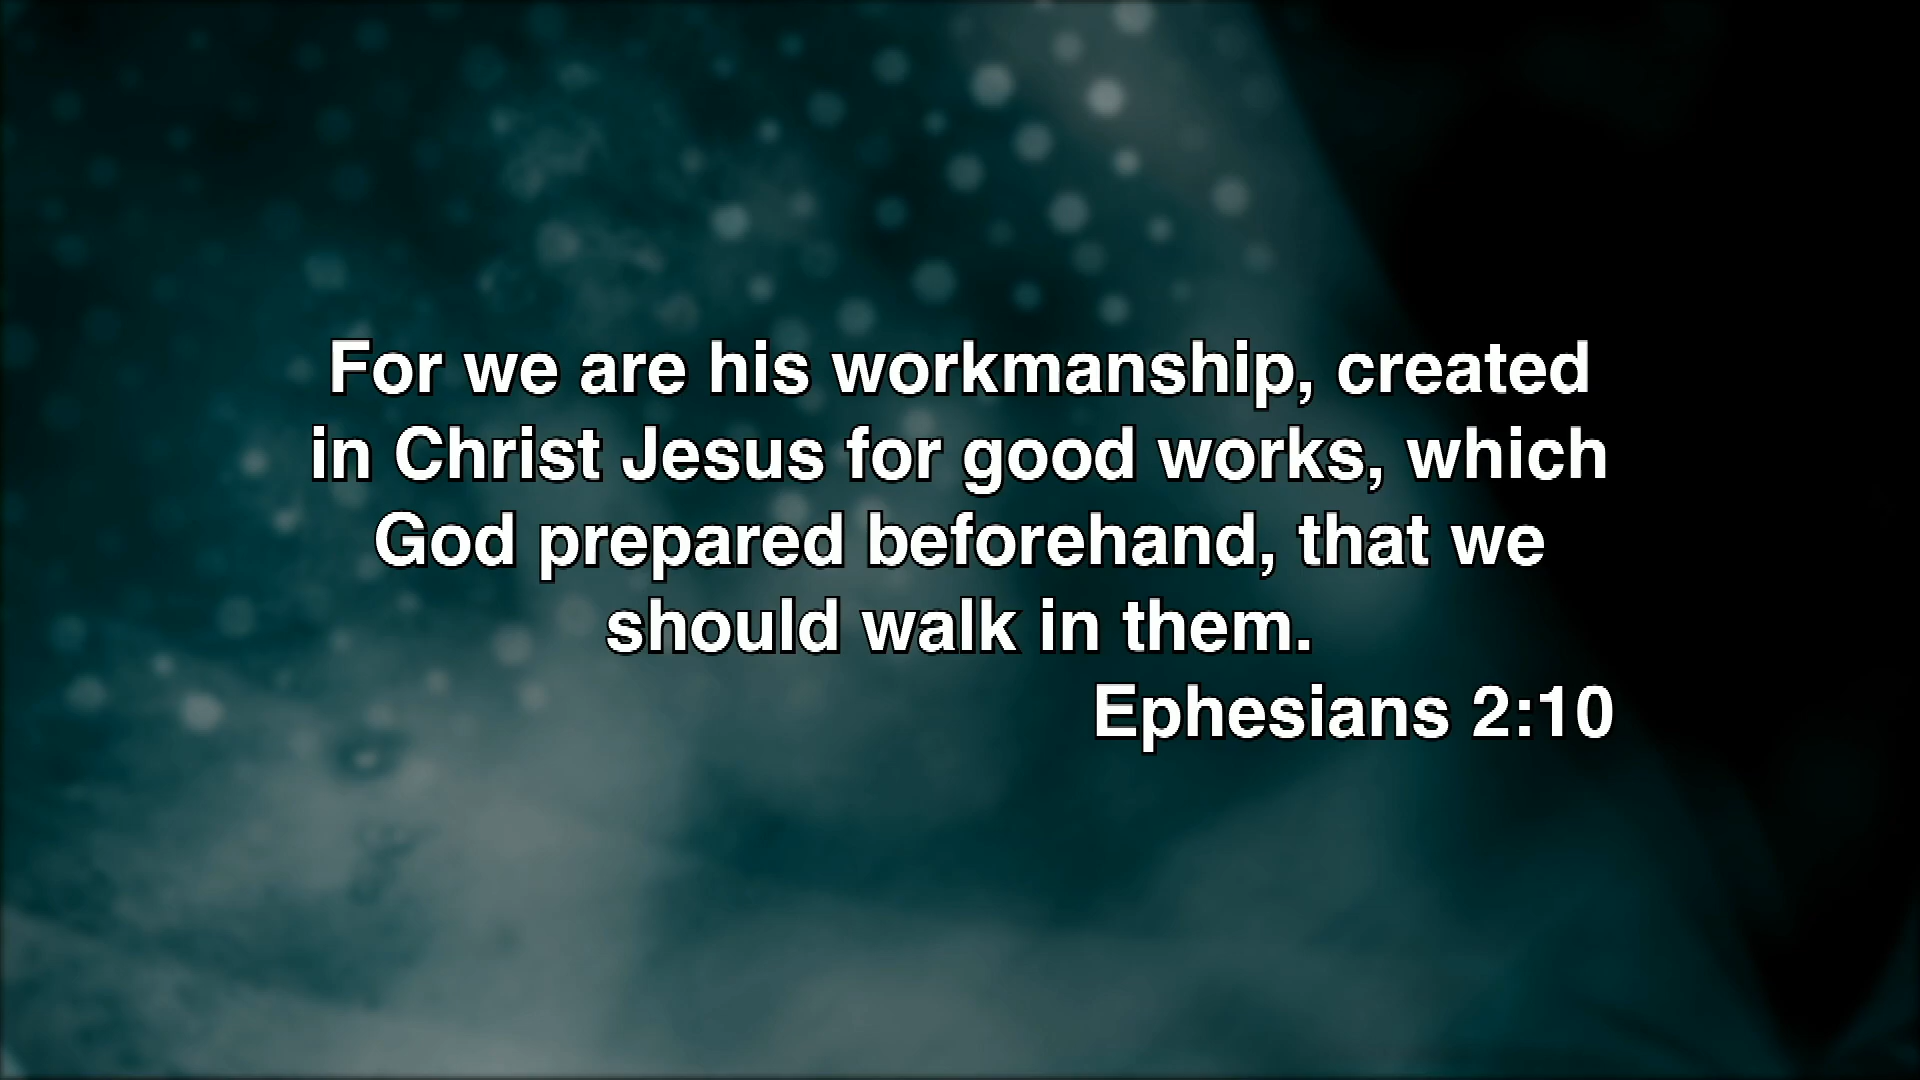 For we are his workmanship, created
in Christ Jesus for good works, which
God prepared beforehand, that we
should walk in them.
Ephesians 2:10